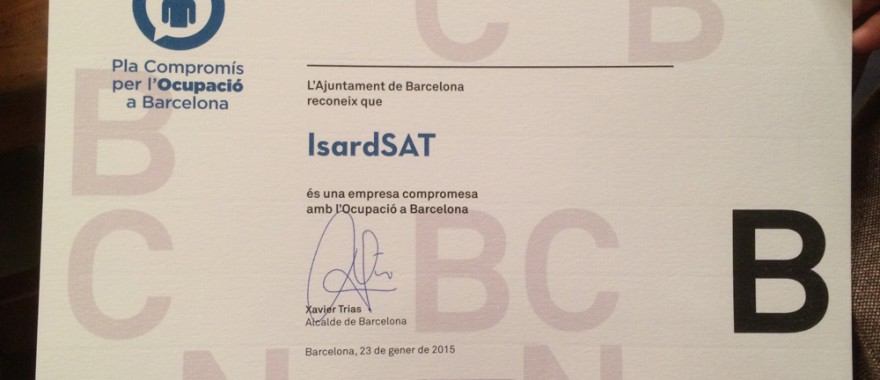 Pla Compromís
per l'Ocupació
a Barcelona
L'Ajuntament de Barcelona
reconeix que
IsardSAT
és una empresa compromesa
amb l'Ocupació a Barcelona
Xavier Trias
Alcalde de Barcelona
Barcelona, 23 de gener de 2015
C B
B
C BC B
N N